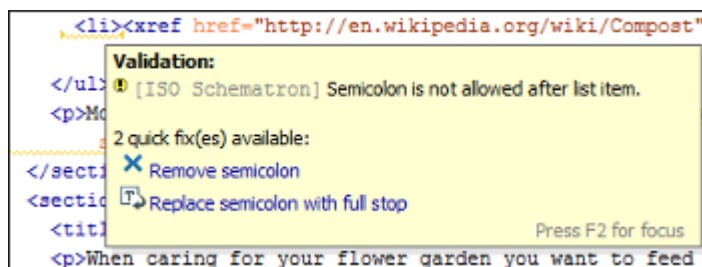 <li><xref href="http://en.wikipedia.org/wiki/Compost"
Validation:
</ul>
[ISO Schematron] Semicolon is not allowed after list item.
<p>Mo
2 quick fix(es) available:
</secti
Remove semicolon
<sectio
Replace semicolon with full stop
<titl
Press F2 for focus
<p>When caring for your flower garden you want to feed